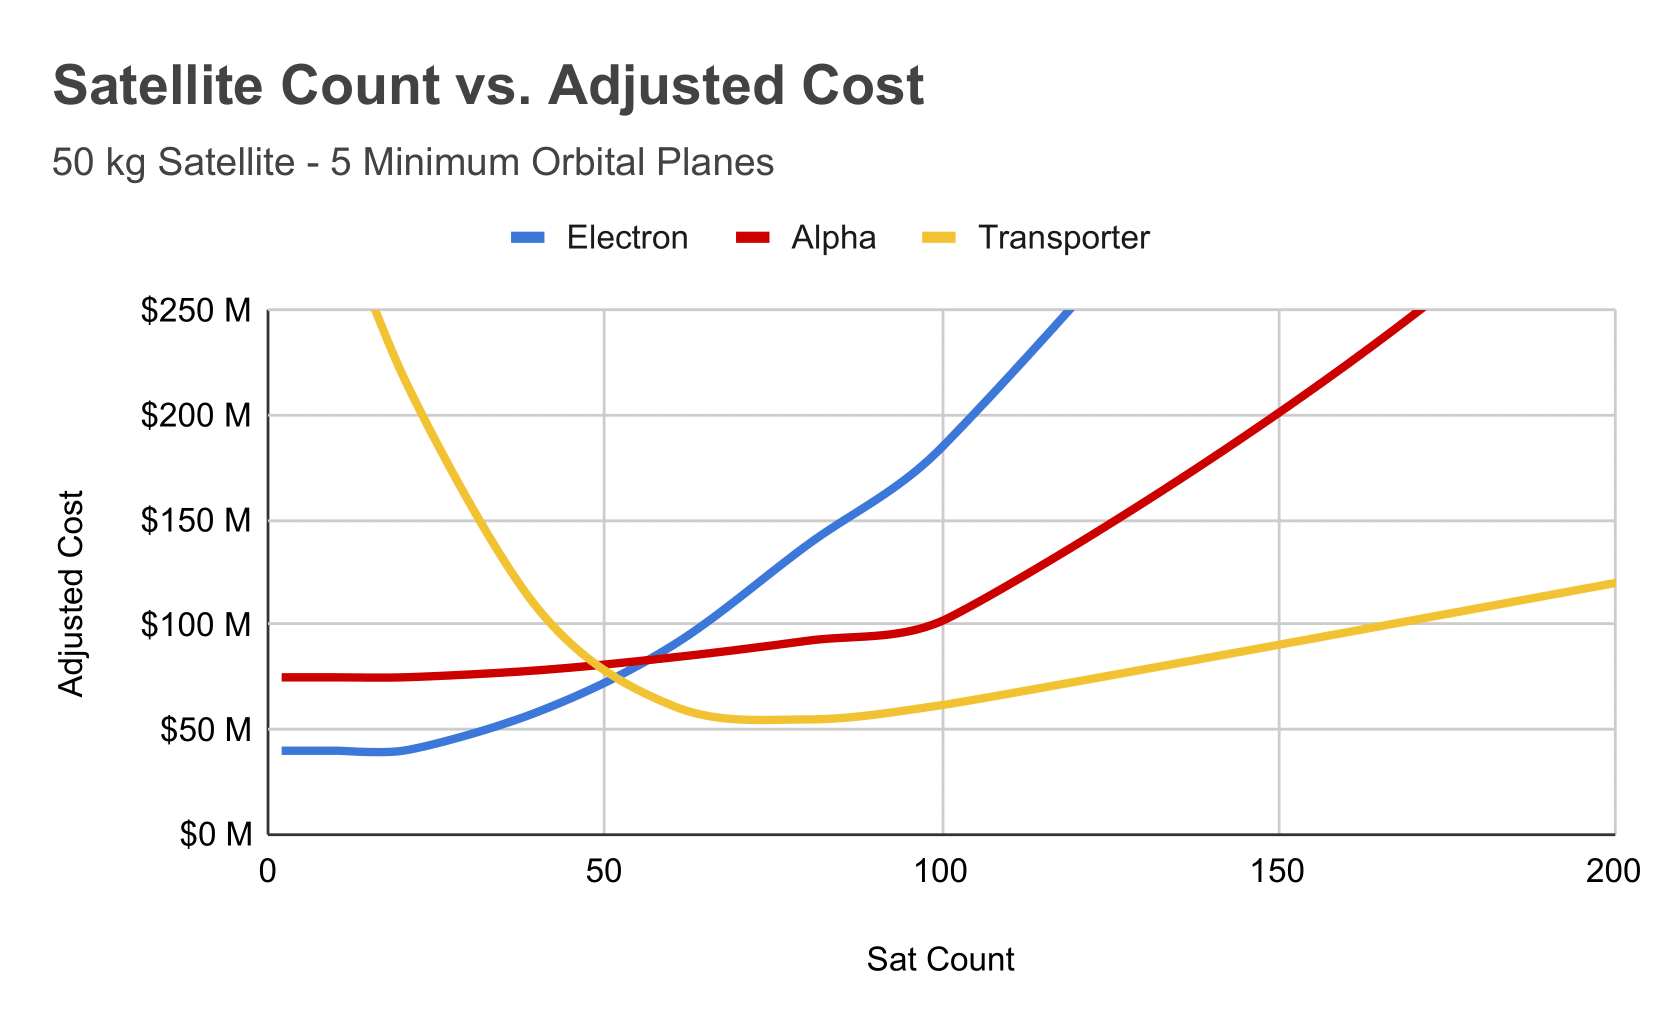 Satellite Count vs. Adjusted Cost
50 kg Satellite - 5 Minimum Orbital Planes
Electron Alpha Transporter
$250 M
$200 M
$150 M
$100 M
$50 M
$0 M
Adjusted Cost
0 50 100 150 200
Sat Count